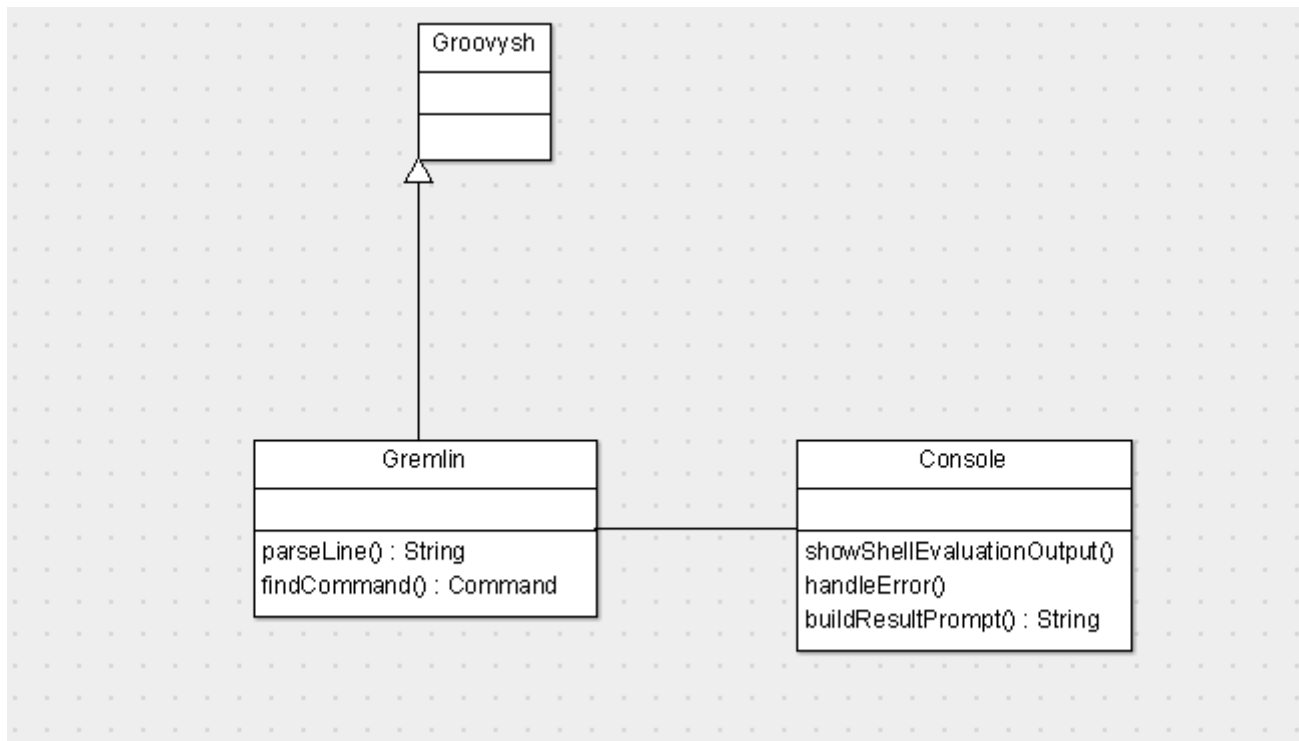 Groovysh
Gremlin
parseLine() : String
findCommand() : Command
Console
showShellEvaluationOutput()
handleError()
buildResultPrompt() : String